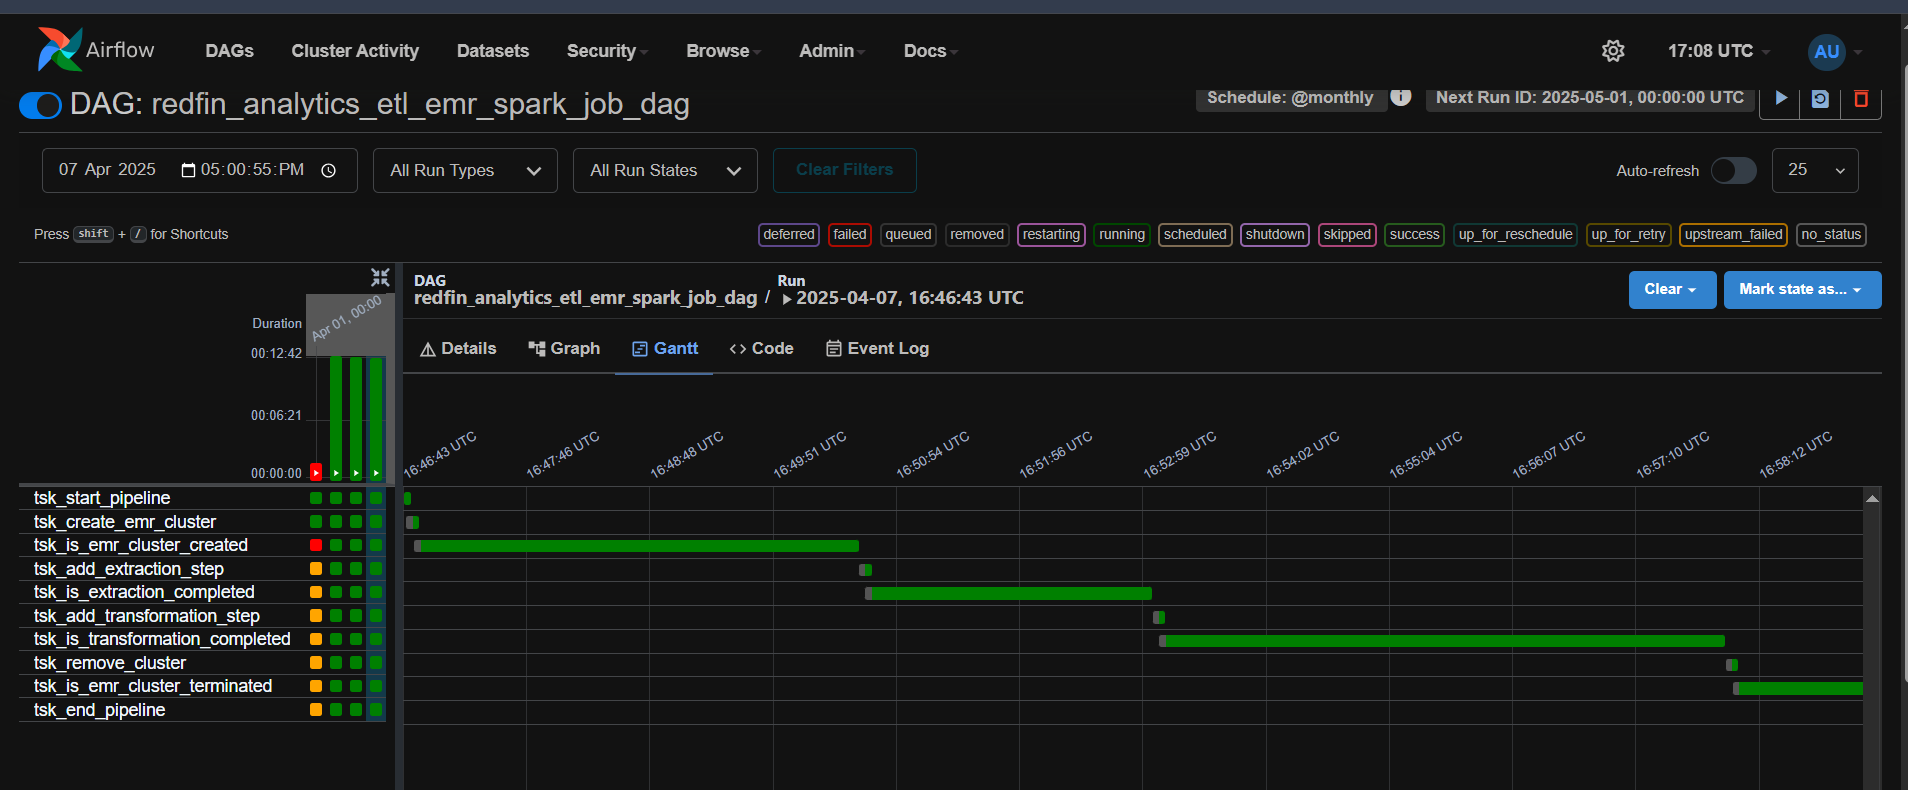 Airflow DAGs Cluster Activity Datasets Security Browse Admin Docs 17:08 UTC AU
DAG: redfin_analytics_etl_emr_spark_job_dag Schedule: @monthly i Next Run ID: 2025-05-01, 00:00:00 UTC
07 Apr 2025 05:00:55:PM All Run Types All Run States Clear Filters Auto-refresh 25
Press shift + / for Shortcuts deferred failed queued removed restarting running scheduled shutdown skipped success up_for_reschedule up_for_retry upstream_failed no_status
DAG Run
redfin_analytics_etl_emr_spark_job_dag / 2025-04-07, 16:46:43 UTC Clear Mark state as...
Apr 01, 00:00
Duration
00:12:42
00:06:21
00:00:00
Details Graph Gantt <> Code Event Log
16:46:43 UTC 16:47:46 UTC 16:48:48 UTC 16:49:51 UTC 16:50:54 UTC 16:51:56 UTC 16:52:59 UTC 16:54:02 UTC 16:55:04 UTC 16:56:07 UTC 16:57:10 UTC 16:58:12 UTC
tsk_start_pipeline
tsk_create_emr_cluster
tsk_is_emr_cluster_created
tsk_add_extraction_step
tsk_is_extraction_completed
tsk_add_transformation_step
tsk_is_transformation_completed
tsk_remove_cluster
tsk_is_emr_cluster_terminated
tsk_end_pipeline